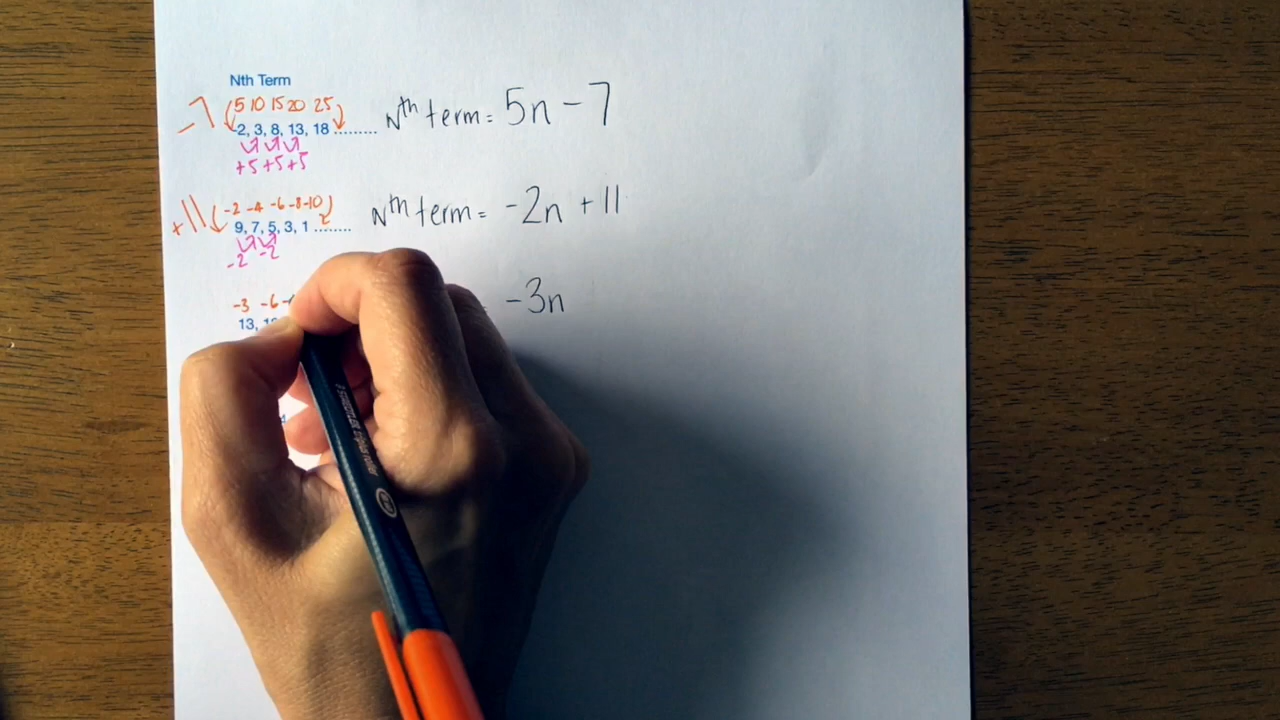 Nth Term
5 10 15 20 25
-7
-2, 3, 8, 13, 18 ......... Nth term = 5n - 7
+5 +5 +5
-2 -4 -6 -8 -10
+11
9, 7, 5, 3, 1 ........ Nth term = -2n + 11
-2 -2
-3 -6
-3n
13,
STAEDTLER